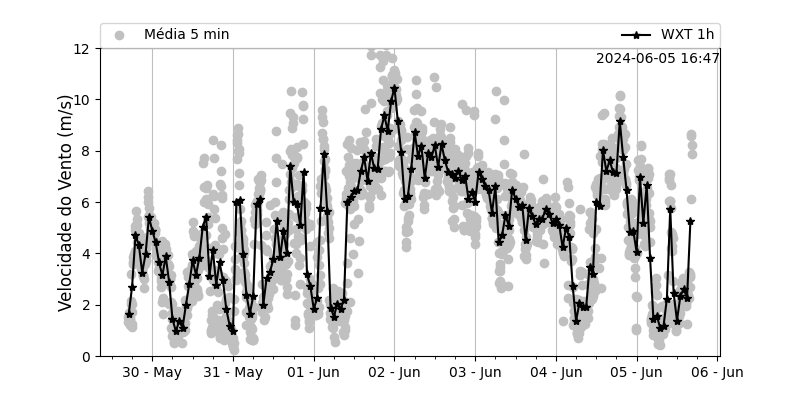 Média 5 min
WXT 1h
2024-06-05 16:47
Velocidade do Vento (m/s)
12
10
8
6
4
2
0
30 - May
31 - May
01 - Jun
02 - Jun
03 - Jun
04 - Jun
05 - Jun
06 - Jun